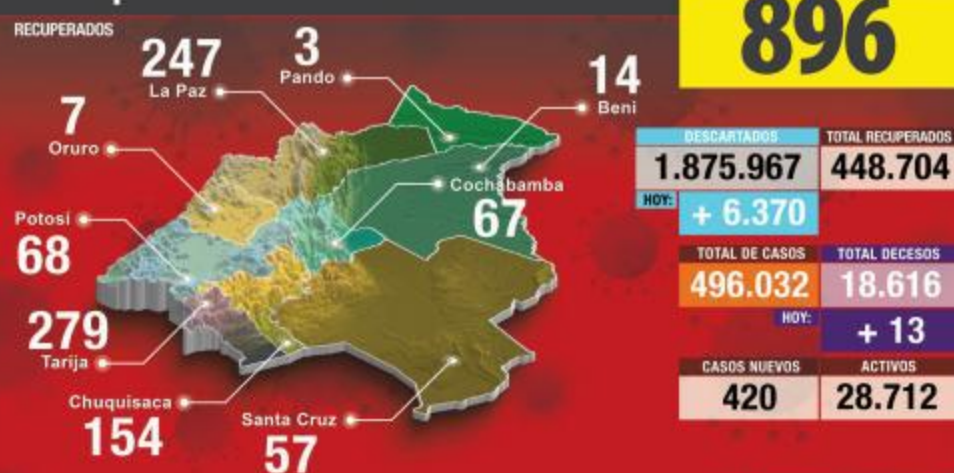 896
RECUPERADOS
247
La Paz
3
Pando
14
Beni
7
Oruro
Cochabamba
67
Potosí
68
279
Tarija
Chuquisaca
154
Santa Cruz
57
DESCARTADOS
1.875.967
HOY:
+ 6.370
TOTAL RECUPERADOS
448.704
TOTAL DE CASOS
496.032
TOTAL DECESOS
18.616
HOY:
+ 13
CASOS NUEVOS
420
ACTIVOS
28.712